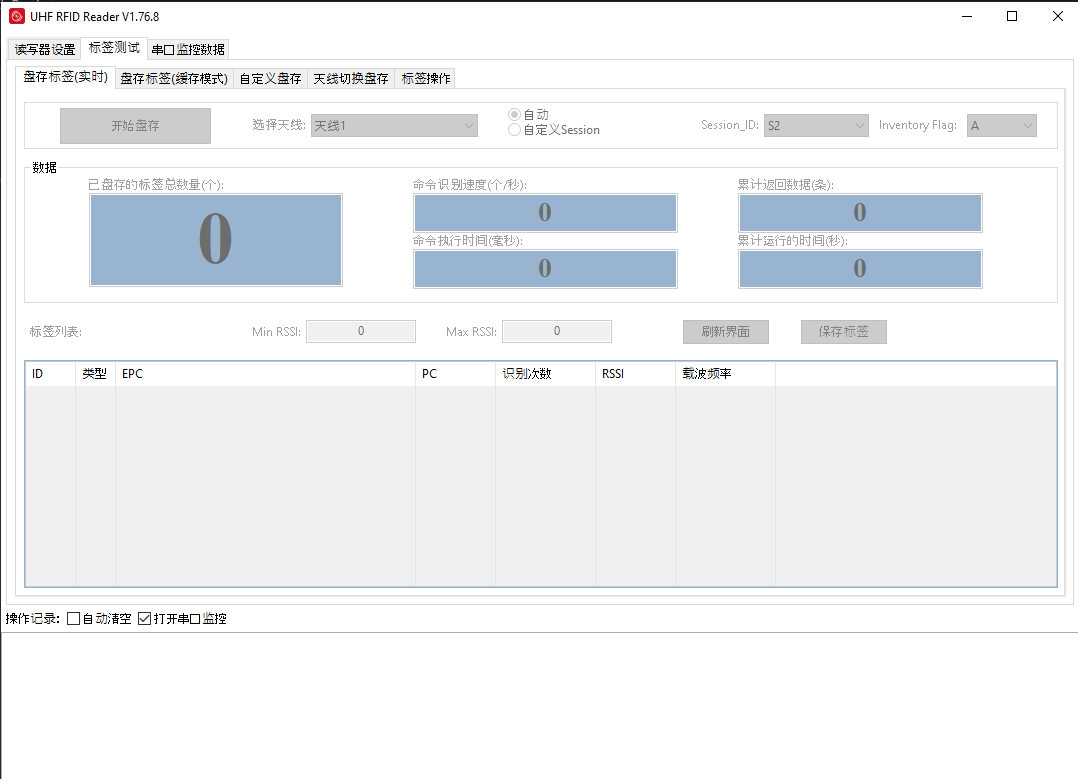 UHF RFID Reader V1.76.8
读写器设置 标签测试 串口监控数据
盘存标签(实时) 盘存标签(缓存模式) 自定义盘存 天线切换盘存 标签操作
开始盘存 选择天线: 天线1 自动 自定义Session Session_ID: S2 Inventory Flag: A
数据
已盘存的标签总数量(个): 命令识别速度(个/秒): 累计返回数据(条):
0 0 0
命令执行时间(毫秒): 累计运行的时间(秒):
0 0
标签列表: Min RSSI: 0 Max RSSI: 0 刷新界面 保存标签
ID 类型 EPC PC 识别次数 RSSI 载波频率
操作记录: 自动清空 打开串口监控